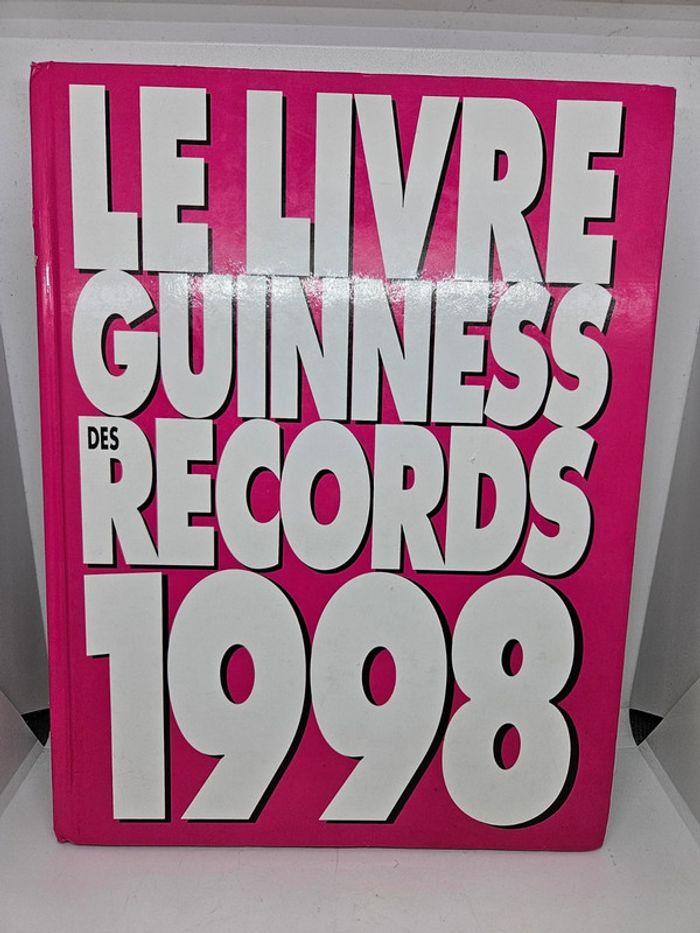 LE LIVRE
GUINNESS
DES
RECORDS
1998